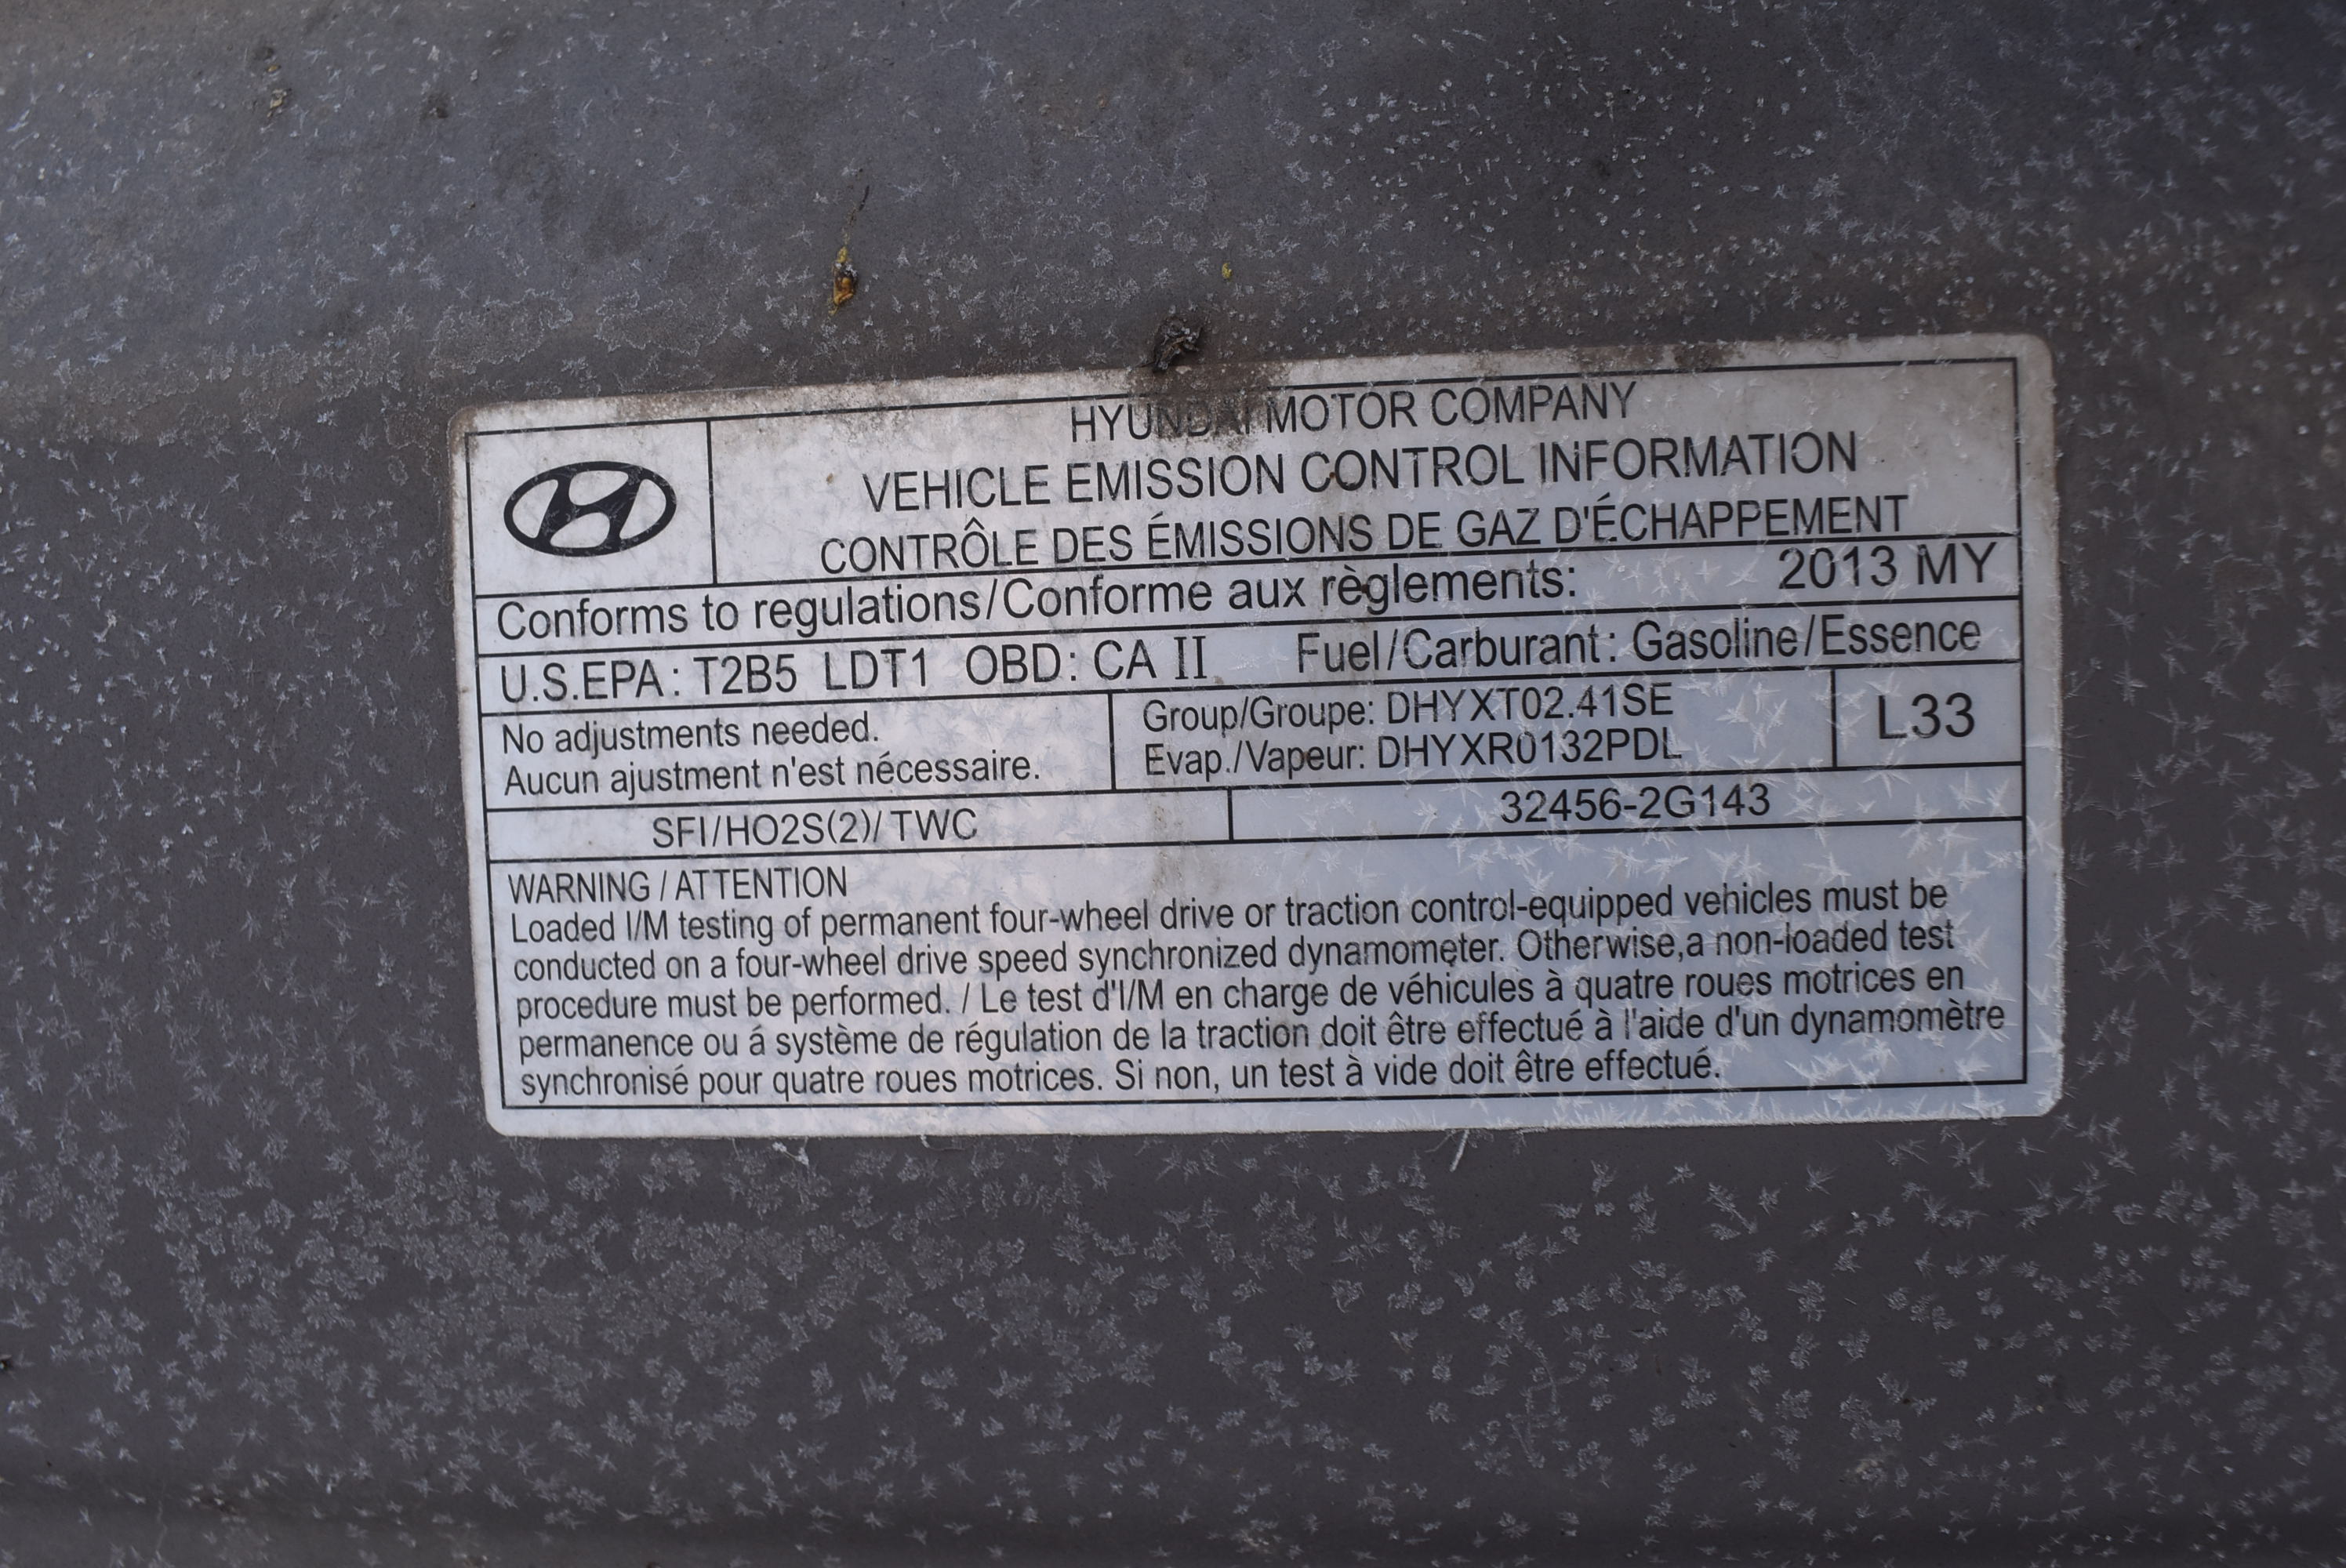 HYUNDAI MOTOR COMPANY
VEHICLE EMISSION CONTROL INFORMATION
CONTRÔLE DES ÉMISSIONS DE GAZ D'ÉCHAPPEMENT
Conforms to regulations/Conforme aux règlements: 2013 MY
U.S.EPA: T2B5 LDT1 OBD: CA II Fuel/Carburant: Gasoline/Essence
No adjustments needed.
Aucun ajustment n'est nécessaire.
Group/Groupe: DHYXT02.41SE
Evap./Vapeur: DHYXR0132PDL
L33
SFI/HO2S(2)/ TWC
32456-2G143
WARNING / ATTENTION
Loaded I/M testing of permanent four-wheel drive or traction control-equipped vehicles must be
conducted on a four-wheel drive speed synchronized dynamometer. Otherwise,a non-loaded test
procedure must be performed. / Le test d'I/M en charge de véhicules à quatre roues motrices en
permanence ou á système de régulation de la traction doit être effectué à l'aide d'un dynamomètre
synchronisé pour quatre roues motrices. Si non, un test à vide doit être effectué.